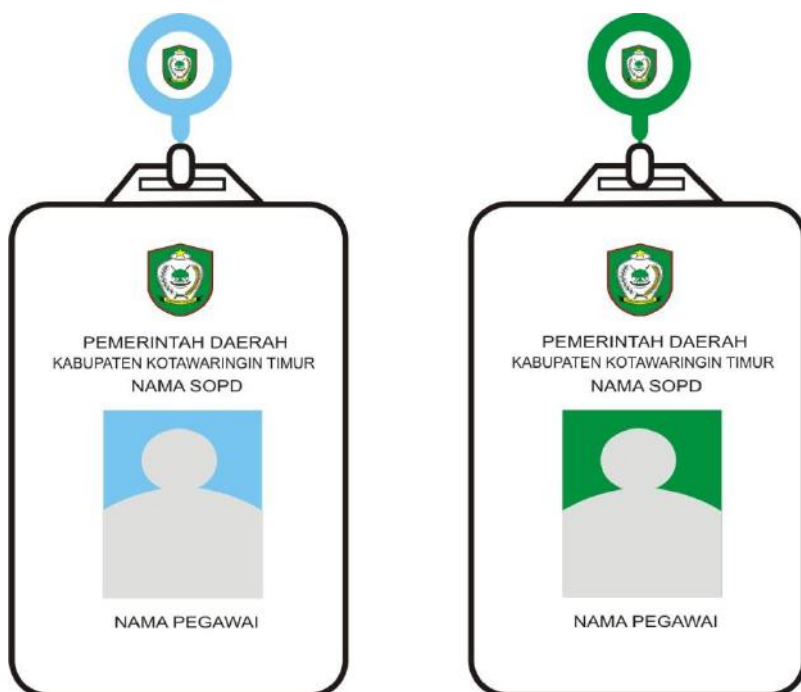 PEMERINTAH DAERAH
KABUPATEN KOTAWARINGIN TIMUR
NAMA SOPD
NAMA PEGAWAI
PEMERINTAH DAERAH
KABUPATEN KOTAWARINGIN TIMUR
NAMA SOPD
NAMA PEGAWAI